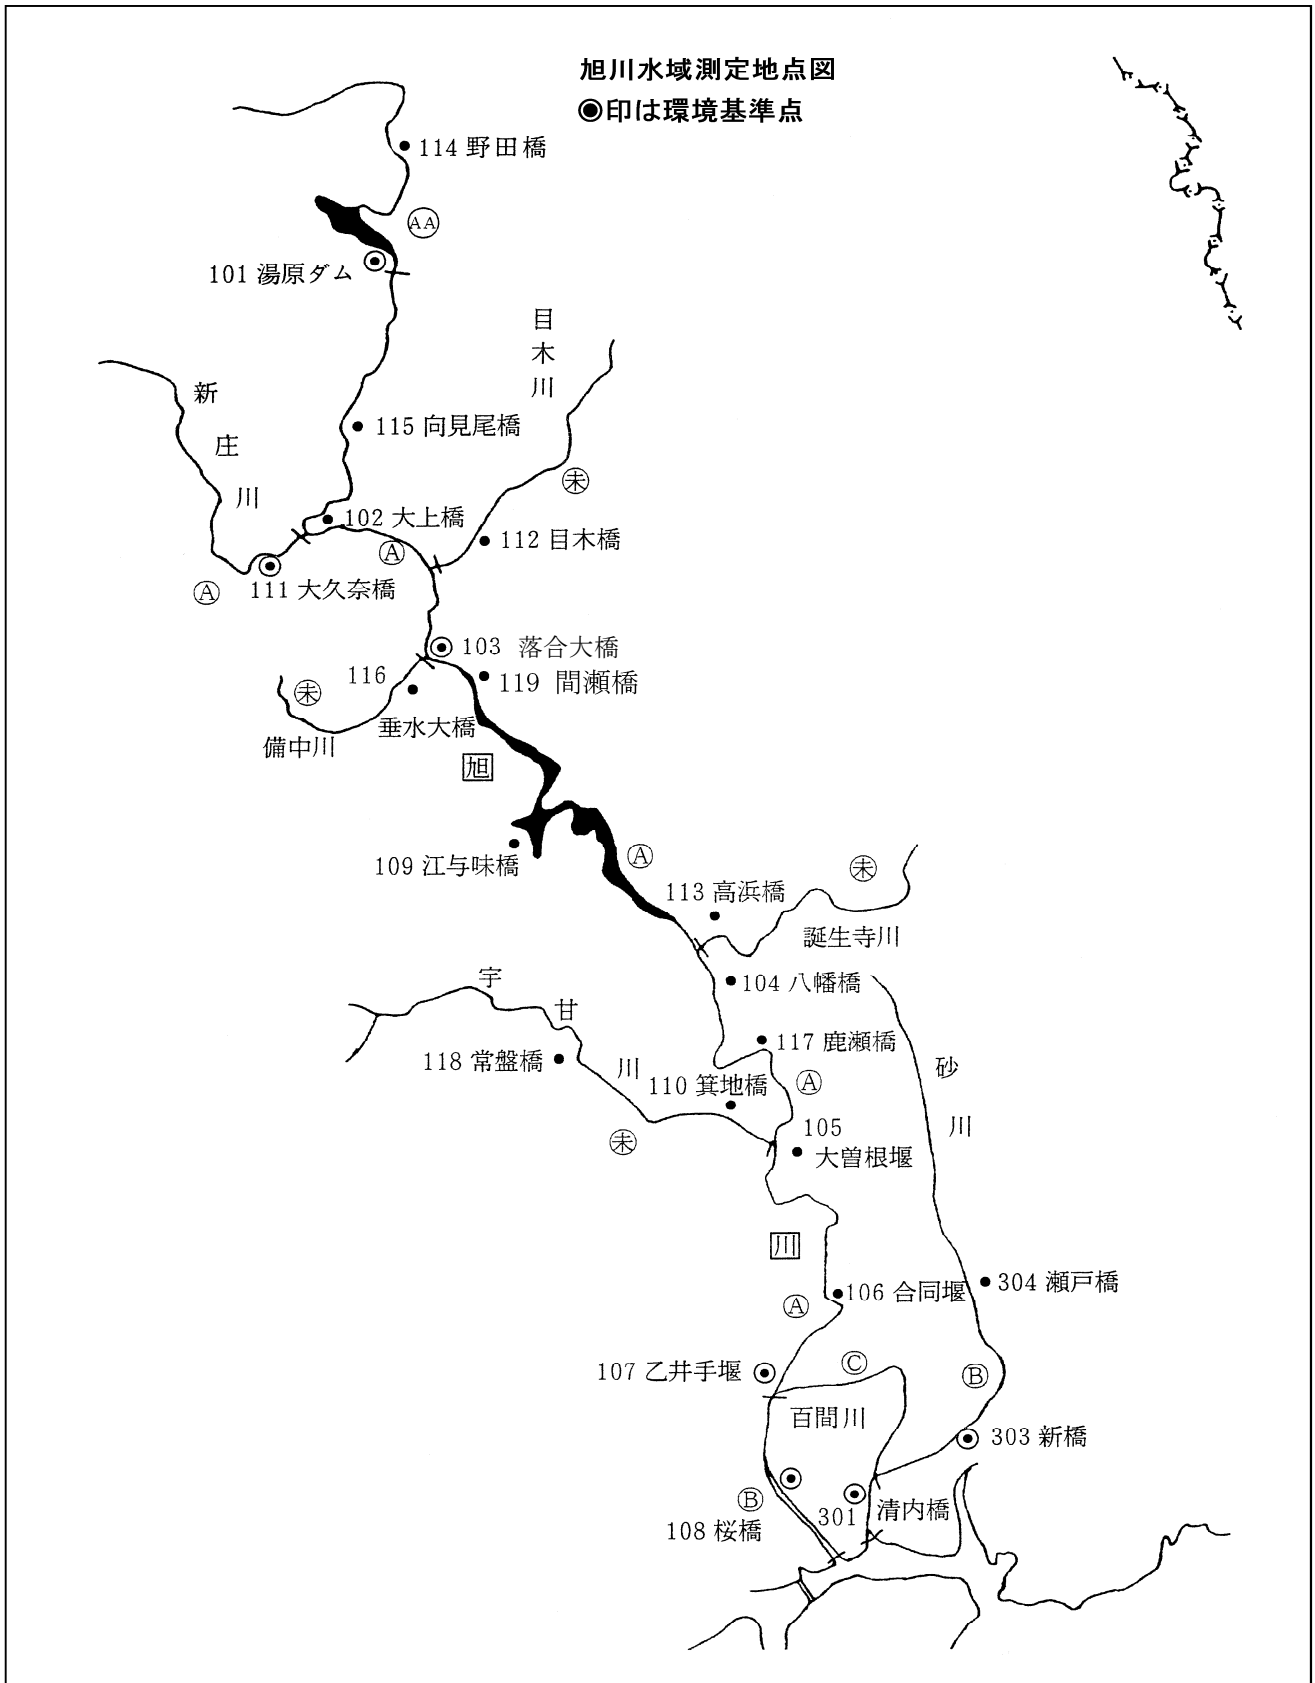 旭川水域測定地点図
◉印は環境基準点
114 野田橋
AA
101 湯原ダム
目木川
新庄川
115 向見尾橋
未
102 大上橋
112 目木橋
A
A
111 大久奈橋
103 落合大橋
116
119 間瀬橋
未
垂水大橋
備中川
旭
109 江与味橋
A
未
113 高浜橋
誕生寺川
宇甘川
104 八幡橋
117 鹿瀬橋
118 常盤橋
砂川
110 箕地橋
A
105
未
大曽根堰
川
304 瀬戸橋
A
106 合同堰
107 乙井手堰
C
B
百間川
303 新橋
B
301
清内橋
108 桜橋